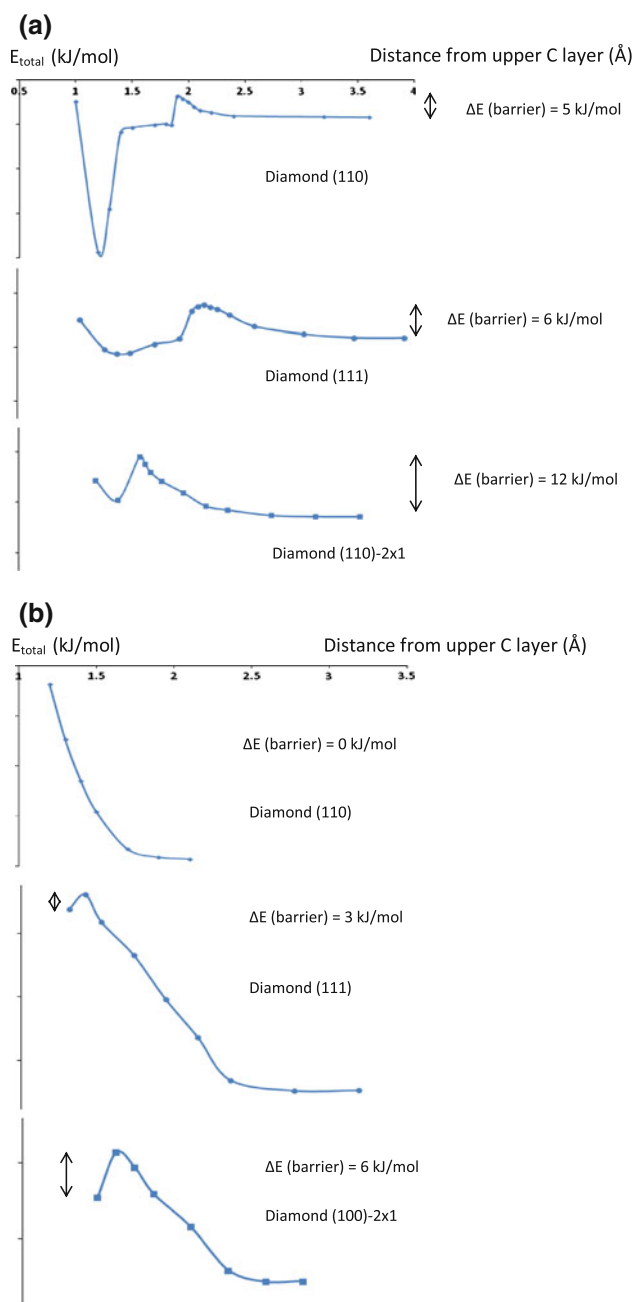 (a)
E_total (kJ/mol) Distance from upper C layer (Å)
0.5 1 1.5 2 2.5 3 3.5 4
ΔE (barrier) = 5 kJ/mol
Diamond (110)
ΔE (barrier) = 6 kJ/mol
Diamond (111)
ΔE (barrier) = 12 kJ/mol
Diamond (110)-2x1
(b)
E_total (kJ/mol) Distance from upper C layer (Å)
1 1.5 2 2.5 3 3.5
ΔE (barrier) = 0 kJ/mol
Diamond (110)
ΔE (barrier) = 3 kJ/mol
Diamond (111)
ΔE (barrier) = 6 kJ/mol
Diamond (100)-2x1